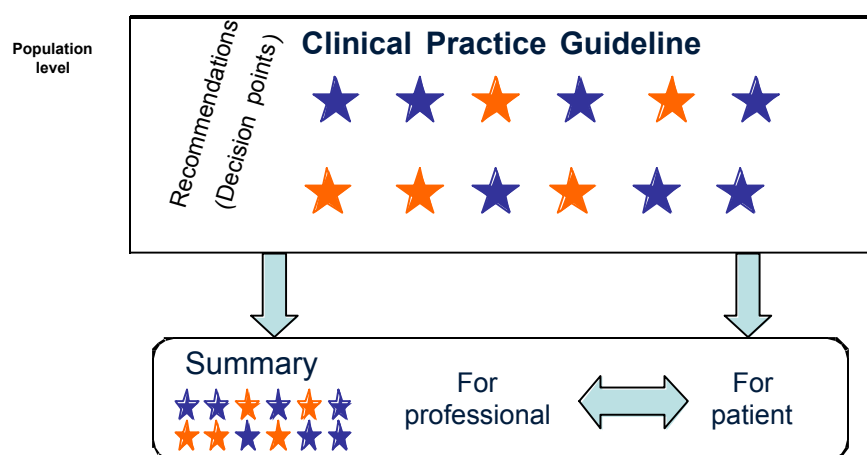 Population
level
Recommendations
(Decision points)
Clinical Practice Guideline
Summary
For
professional
For
patient